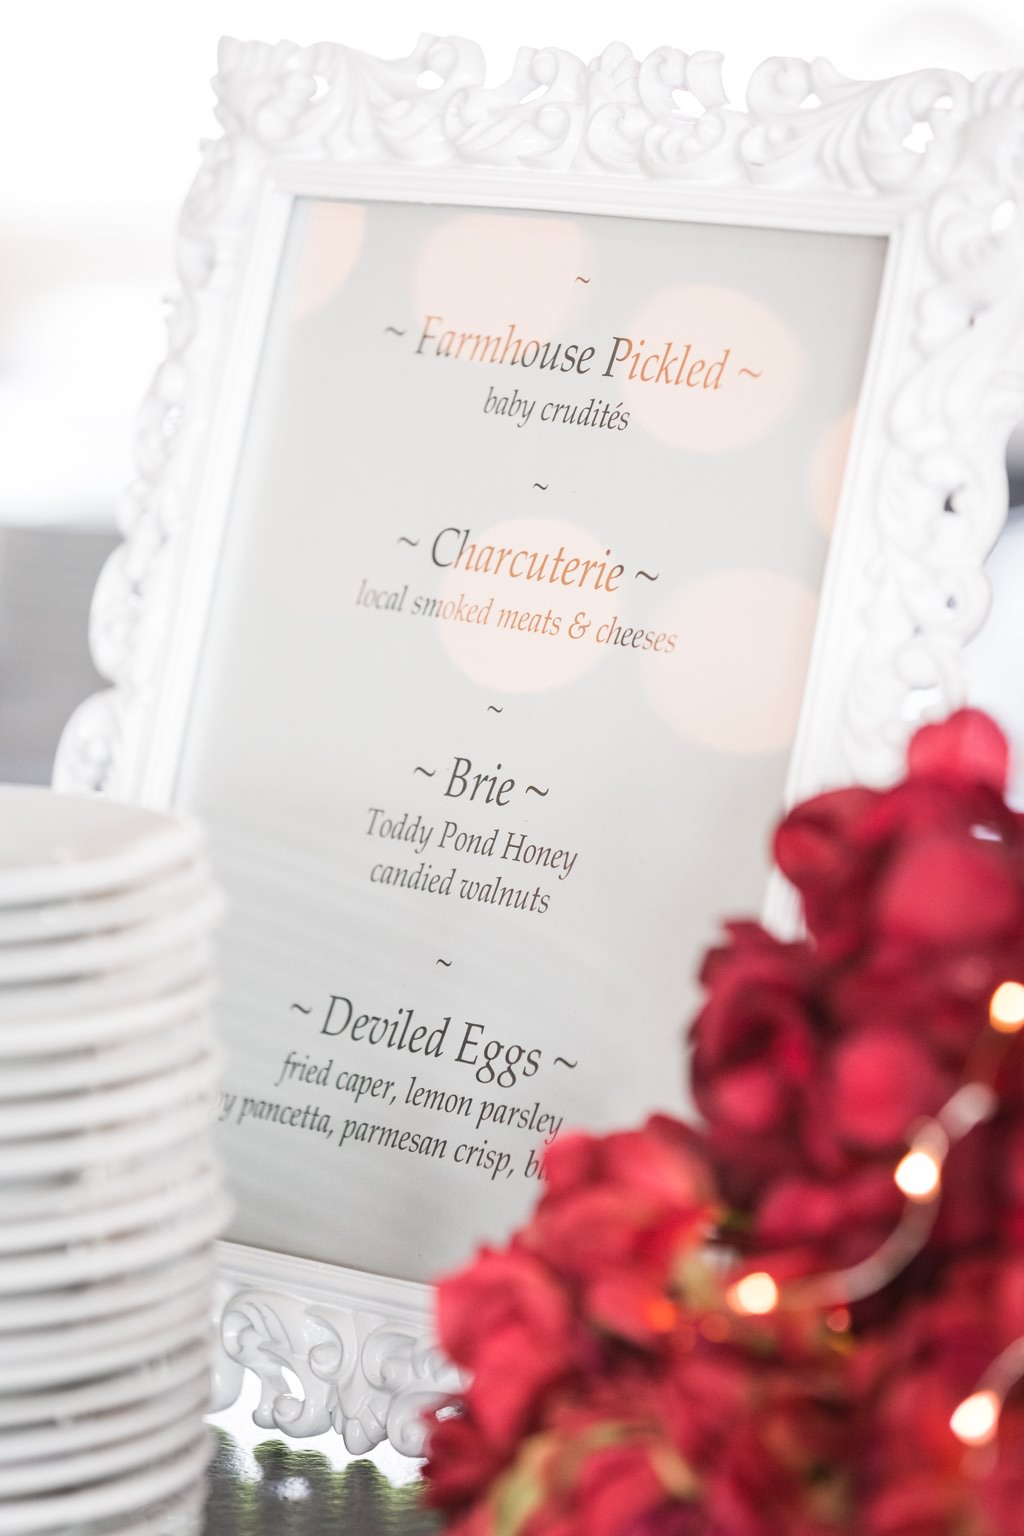 ~
~ Farmhouse Pickled ~
baby crudités
~
~ Charcuterie ~
local smoked meats & cheeses
~
~ Brie ~
Toddy Pond Honey
candied walnuts
~
~ Deviled Eggs ~
fried caper, lemon parsley
pancetta, parmesan crisp,